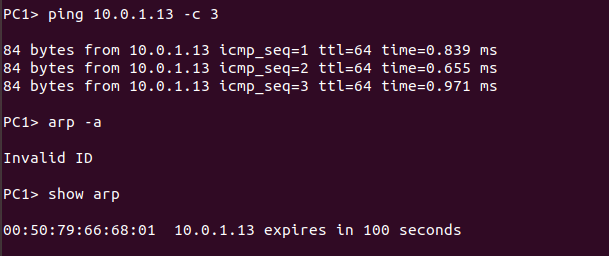 PC1> ping 10.0.1.13 -c 3
84 bytes from 10.0.1.13 icmp_seq=1 ttl=64 time=0.839 ms
84 bytes from 10.0.1.13 icmp_seq=2 ttl=64 time=0.655 ms
84 bytes from 10.0.1.13 icmp_seq=3 ttl=64 time=0.971 ms
PC1> arp -a
Invalid ID
PC1> show arp
00:50:79:66:68:01  10.0.1.13 expires in 100 seconds